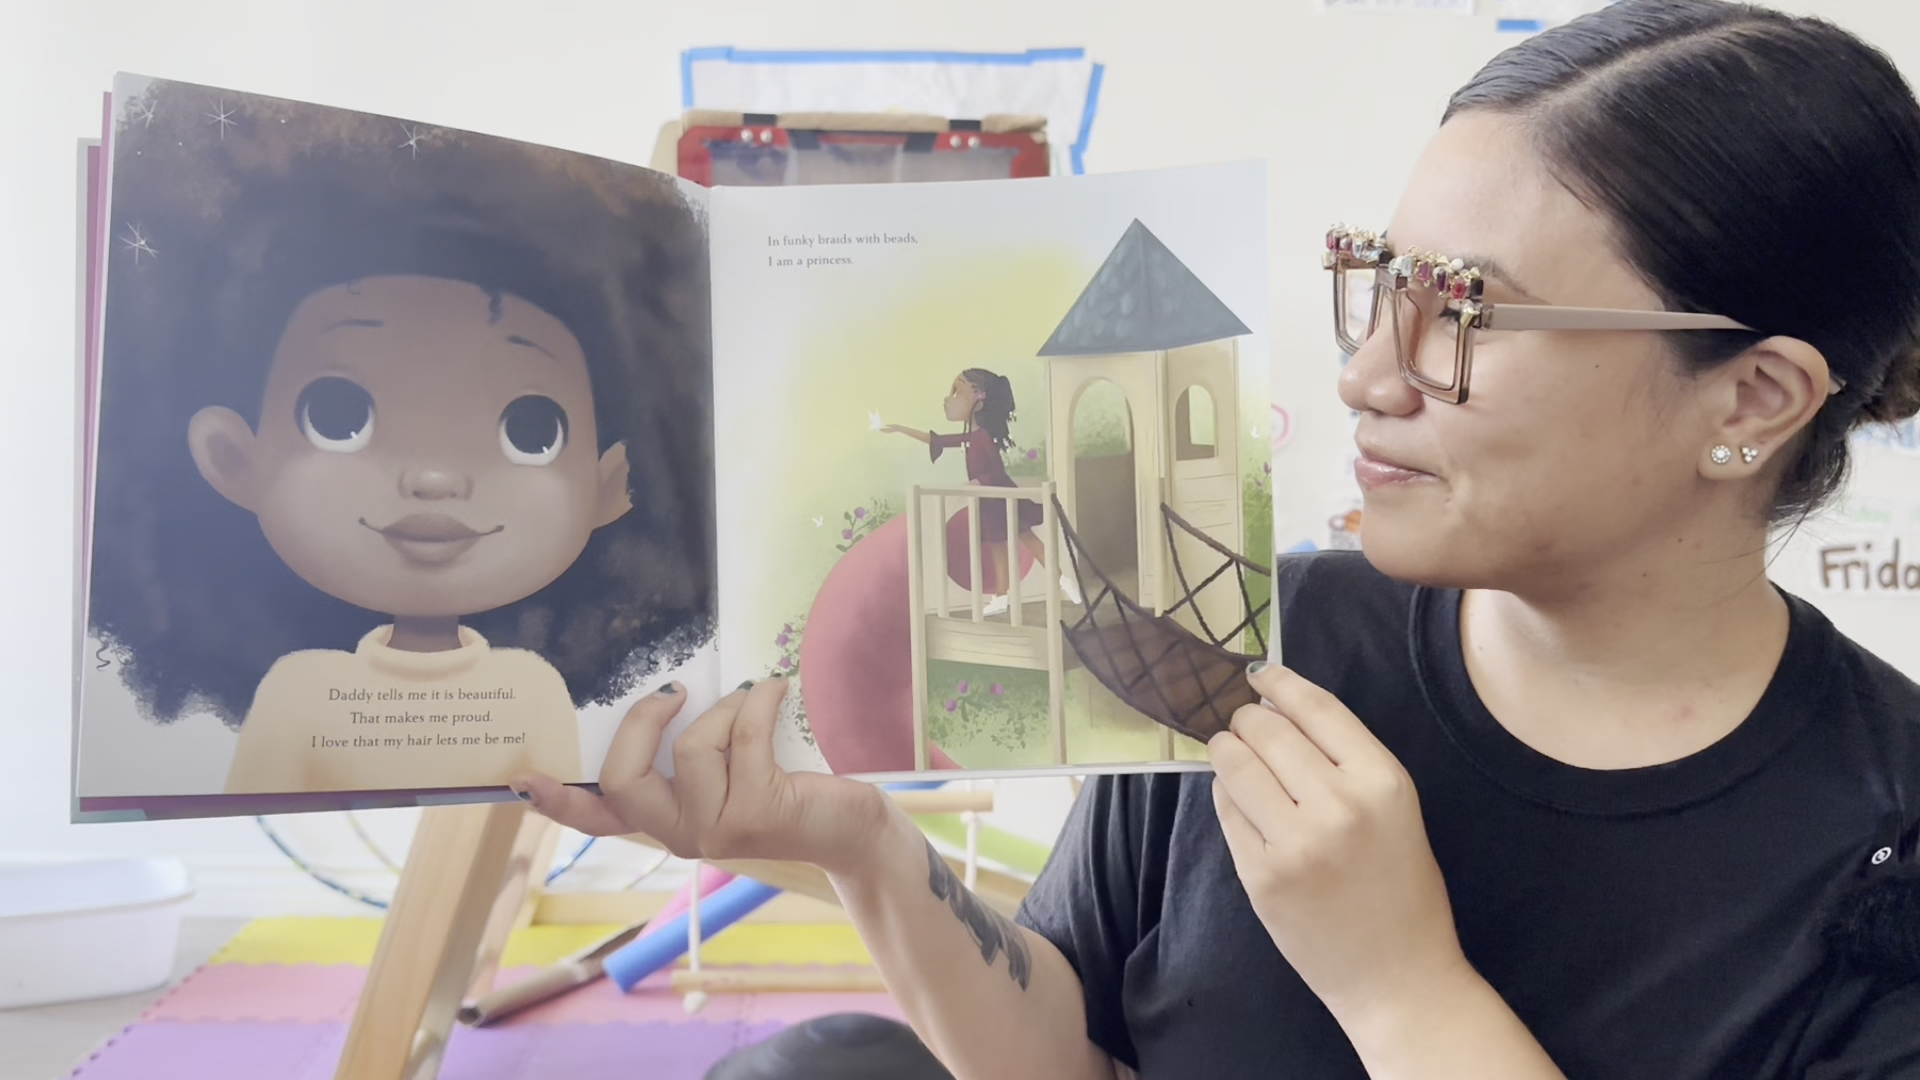 Daddy tells me it is beautiful.
That makes me proud.
I love that my hair lets me be me!
In funky braids with beads,
I am a princess.